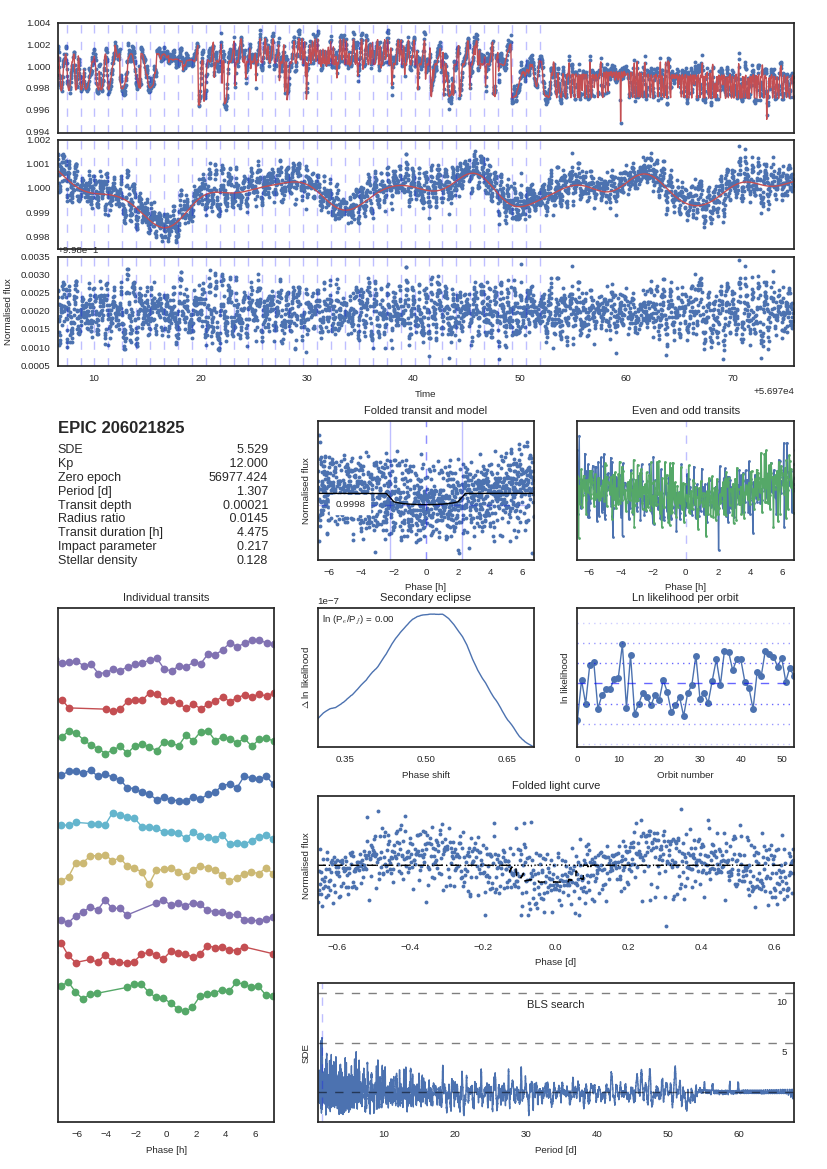 1.004
1.002
1.000
0.998
0.996
0.994
1.002
1.001
1.000
0.999
0.998
+9.98e−1
0.0035
0.0030
0.0025
0.0020
0.0015
0.0010
0.0005
Normalised flux
10 20 30 40 50 60 70
Time
+5.697e4
EPIC 206021825
SDE 5.529
Kp 12.000
Zero epoch 56977.424
Period [d] 1.307
Transit depth 0.00021
Radius ratio 0.0145
Transit duration [h] 4.475
Impact parameter 0.217
Stellar density 0.128
Folded transit and model
Normalised flux
0.9998
−6 −4 −2 0 2 4 6
Phase [h]
Even and odd transits
−6 −4 −2 0 2 4 6
Phase [h]
Individual transits
−6 −4 −2 0 2 4 6
Phase [h]
1e−7
Secondary eclipse
ln (Pₑ/P𝑓) = 0.00
Δ ln likelihood
0.35 0.50 0.65
Phase shift
Ln likelihood per orbit
ln likelihood
0 10 20 30 40 50
Orbit number
Folded light curve
Normalised flux
−0.6 −0.4 −0.2 0.0 0.2 0.4 0.6
Phase [d]
BLS search
10
5
SDE
10 20 30 40 50 60
Period [d]